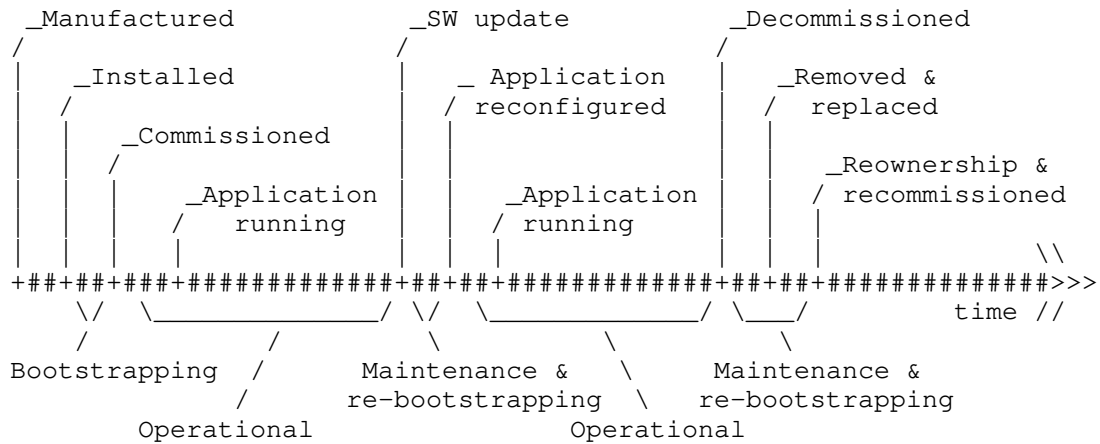 _Manufactured _SW update _Decommissioned
_Installed _ Application _Removed &
reconfigured replaced
_Commissioned
_Reownership &
_Application _Application recommissioned
running running
+##+##+###+#############+##+##+#############+##+##+##############>>>
time //
Bootstrapping Maintenance & Maintenance &
re-bootstrapping re-bootstrapping
Operational Operational